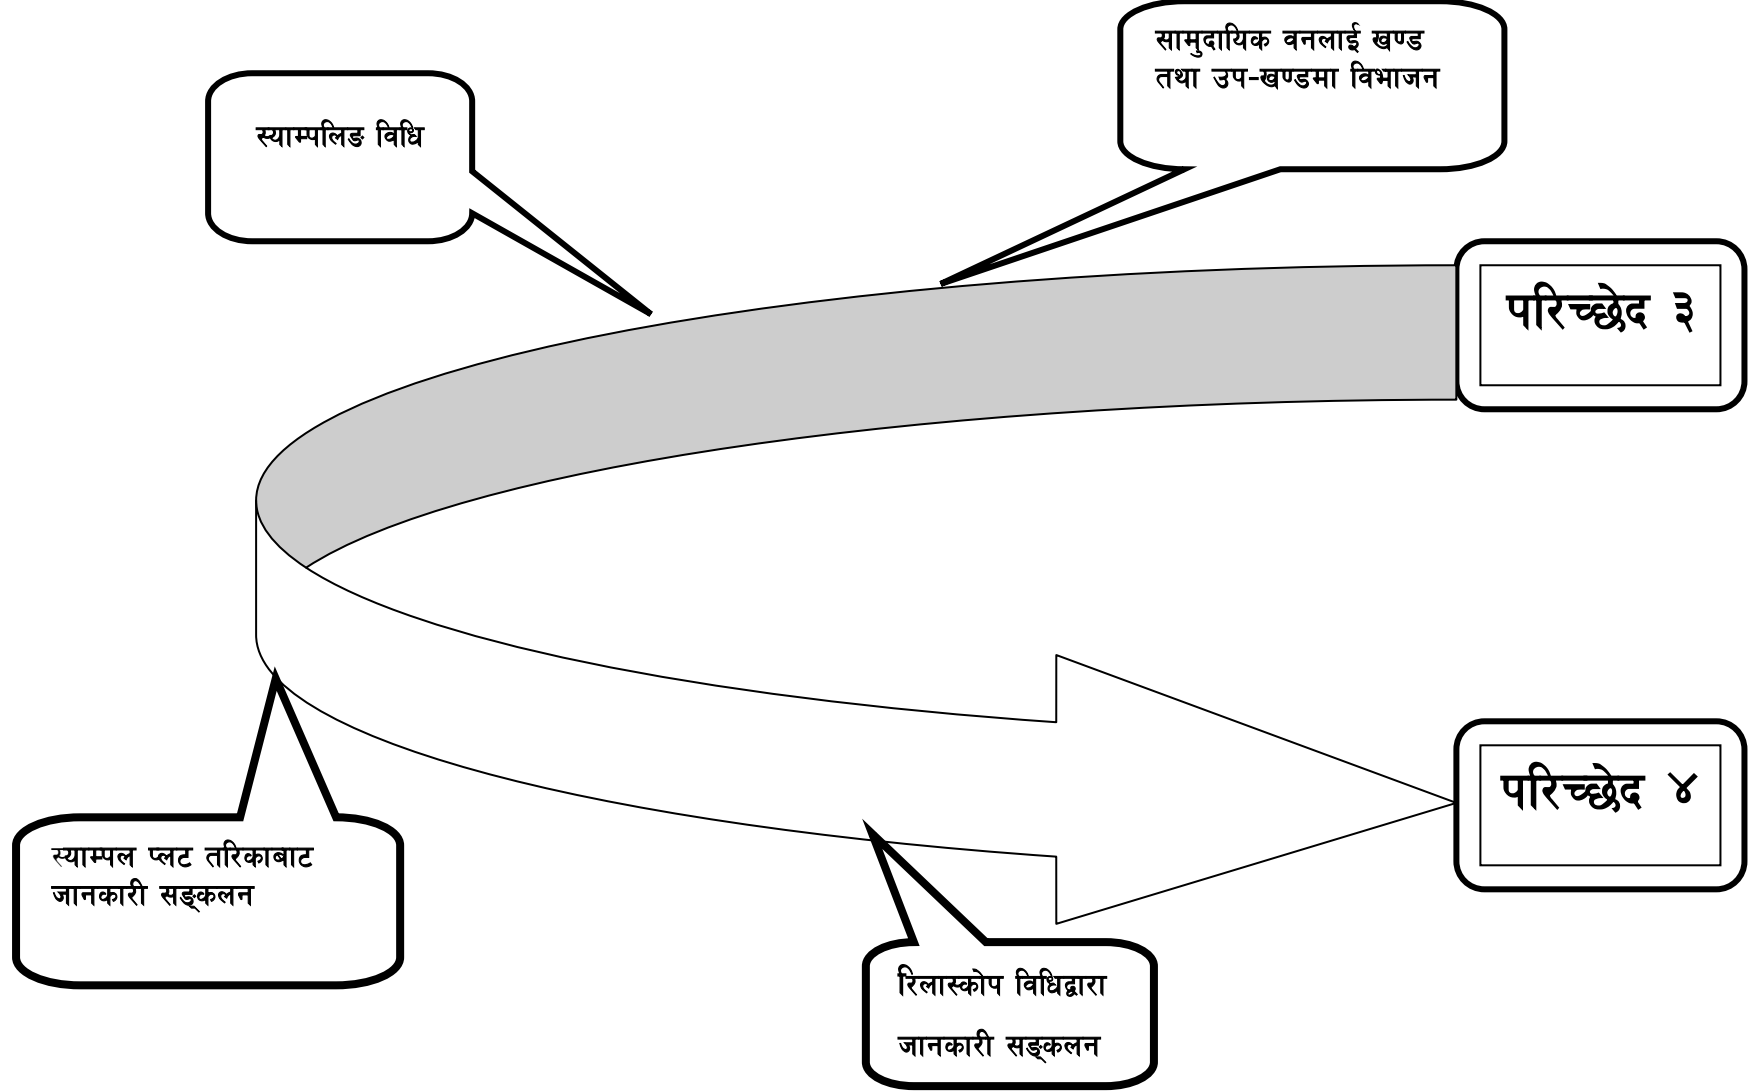 सामुदायिक वनलाई खण्ड
तथा उप-खण्डमा विभाजन
स्याम्पलिङ विधि
परिच्छेद ३
परिच्छेद ४
स्याम्पल प्लट तरिकाबाट
जानकारी सङ्कलन
रिलास्कोप विधिद्वारा
जानकारी सङ्कलन